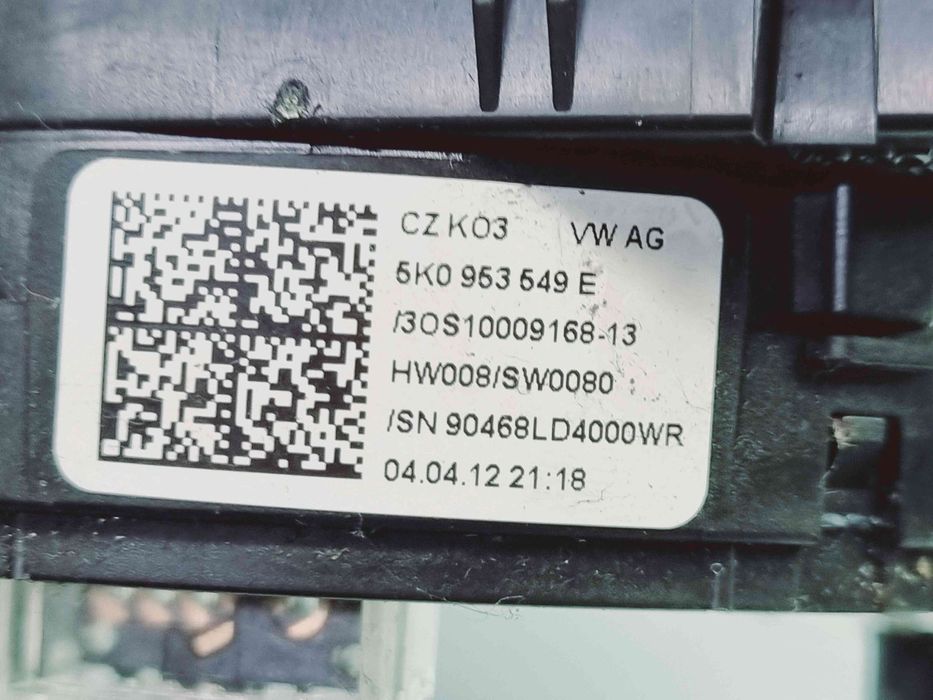 CZ K03 VW AG
5K0 953 549 E
/3OS10009168-13
HW008/SW0080
/SN 90468LD4000WR
04.04.12 21:18